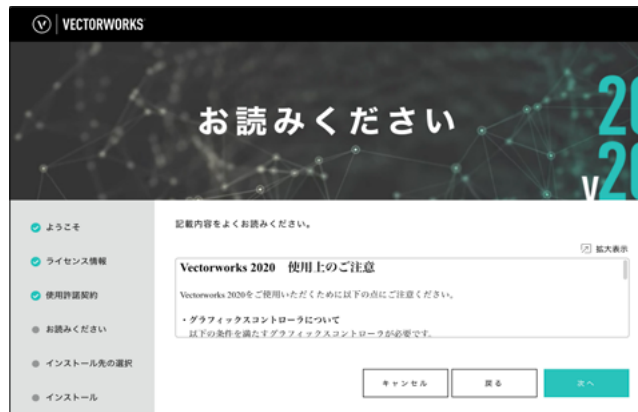 VECTORWORKS
お読みください
ようこそ
ライセンス情報
使用許諾契約
お読みください
インストール先の選択
インストール
記載内容をよくお読みください。
拡大表示
Vectorworks 2020　使用上のご注意
Vectorworks 2020をご使用いただくために以下の点にご注意ください。
・グラフィックスコントローラについて
以下の条件を満たすグラフィックスコントローラが必要です。
キャンセル
戻る
次へ